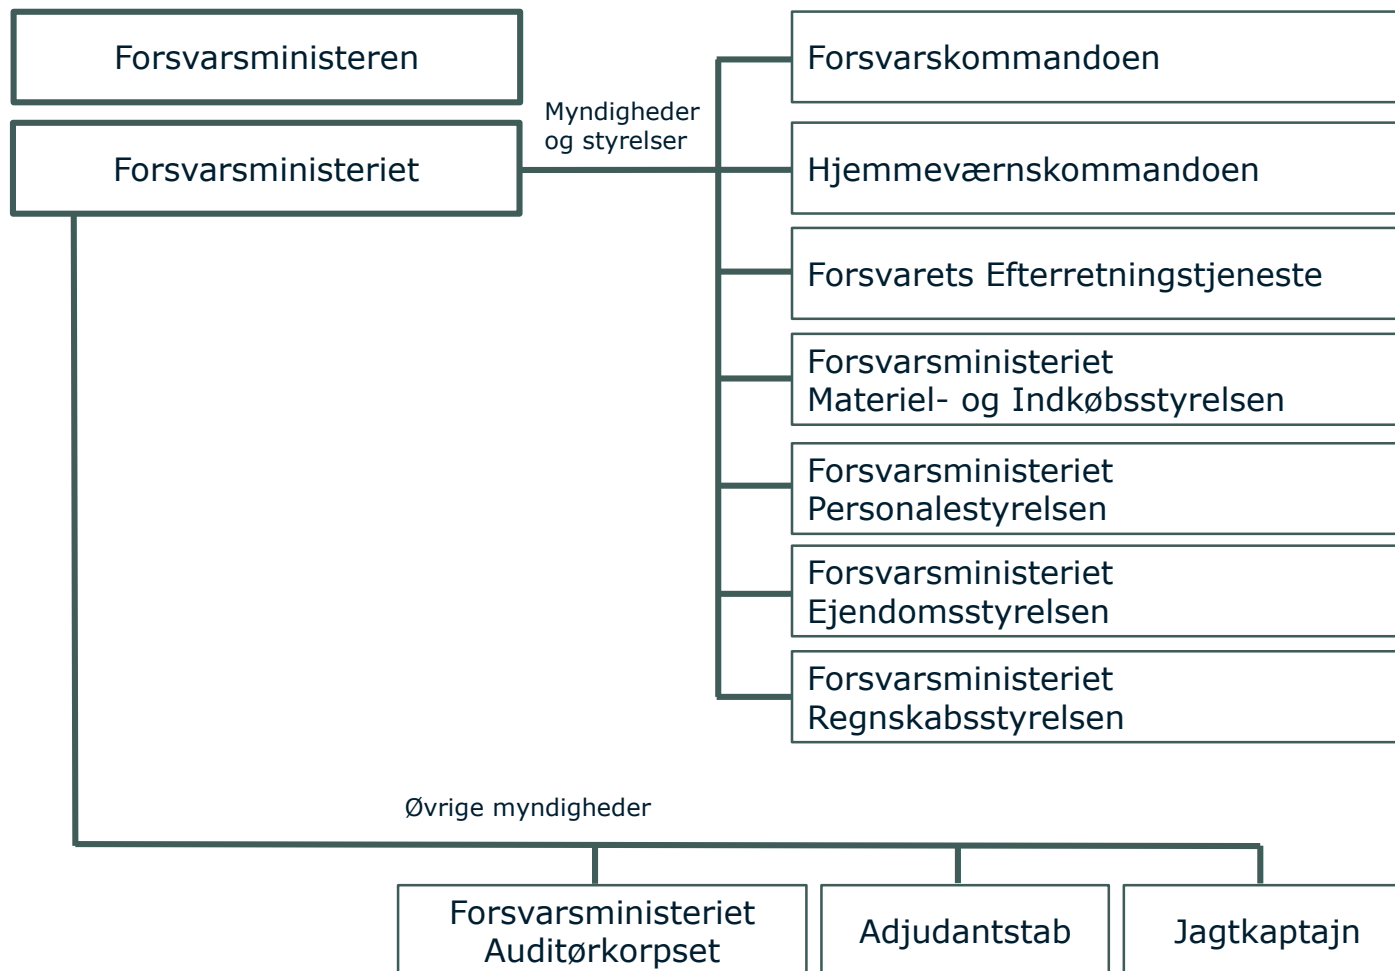 Forsvarsministeren
Forsvarsministeriet
Myndigheder
og styrelser
Forsvarskommandoen
Hjemmeværnskommandoen
Forsvarets Efterretningstjeneste
Forsvarsministeriet
Materiel- og Indkøbsstyrelsen
Forsvarsministeriet
Personalestyrelsen
Forsvarsministeriet
Ejendomsstyrelsen
Forsvarsministeriet
Regnskabsstyrelsen
Øvrige myndigheder
Forsvarsministeriet
Auditørkorpset
Adjudantstab
Jagtkaptajn